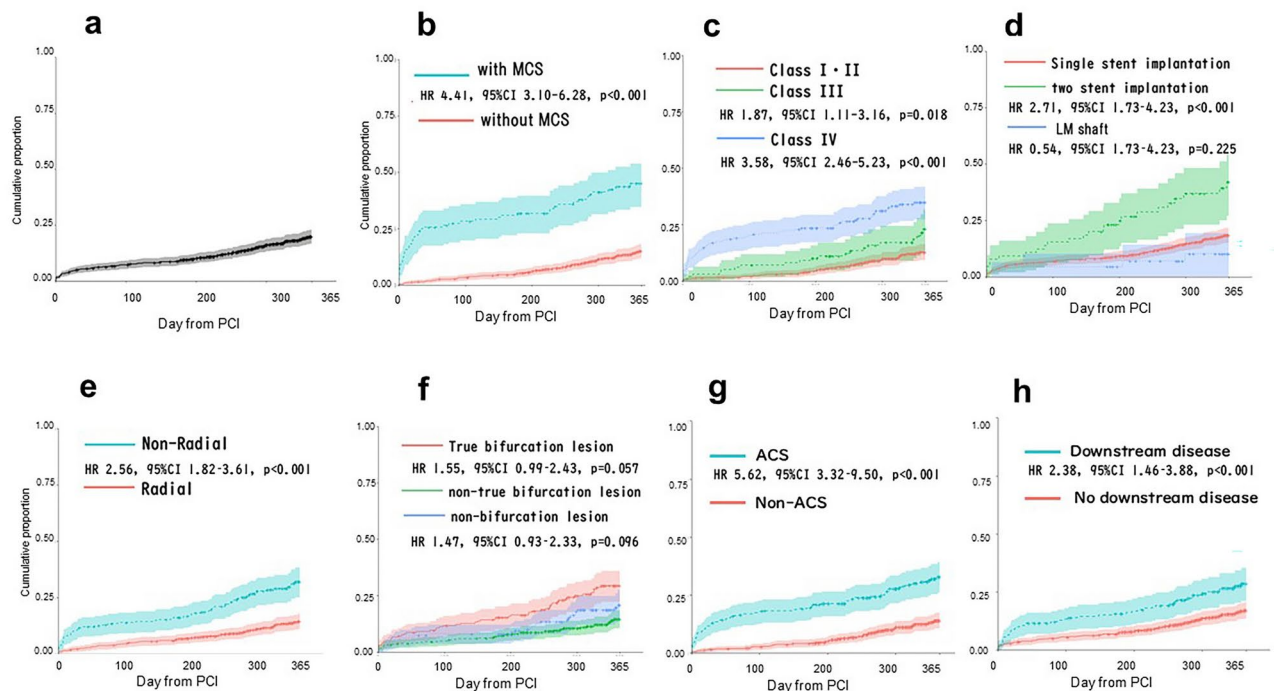 a
1.00
0.75
0.50
0.25
0.00
Cumulative proportion
0 100 200 300 365
Day from PCI
b
1.00
0.75
0.50
0.25
0.00
Cumulative proportion
with MCS
HR 4.41, 95%CI 3.10-6.28, p<0.001
without MCS
0 100 200 300 365
Day from PCI
c
1.00
0.75
0.50
0.25
0.00
Class I・II
Class III
HR 1.87, 95%CI 1.11-3.16, p=0.018
Class IV
HR 3.58, 95%CI 2.46-5.23, p<0.001
0 100 200 300 365
Day from PCI
d
1.00
0.75
0.50
0.25
0.00
Single stent implantation
two stent implantation
HR 2.71, 95%CI 1.73-4.23, p<0.001
LM shaft
HR 0.54, 95%CI 1.73-4.23, p=0.225
0 100 200 300 365
Day from PCI
e
1.00
0.75
0.50
0.25
0.00
Cumulative proportion
Non-Radial
HR 2.56, 95%CI 1.82-3.61, p<0.001
Radial
0 100 200 300 365
Day from PCI
f
1.00
0.75
0.50
0.25
0.00
True bifurcation lesion
HR 1.55, 95%CI 0.99-2.43, p=0.057
non-true bifurcation lesion
non-bifurcation lesion
HR 1.47, 95%CI 0.93-2.33, p=0.096
0 100 200 300 365
Day from PCI
g
1.00
0.75
0.50
0.25
0.00
ACS
HR 5.62, 95%CI 3.32-9.50, p<0.001
Non-ACS
0 100 200 300 365
Day from PCI
h
1.00
0.75
0.50
0.25
0.00
Downstream disease
HR 2.38, 95%CI 1.46-3.88, p<0.001
No downstream disease
0 100 200 300 365
Day from PCI